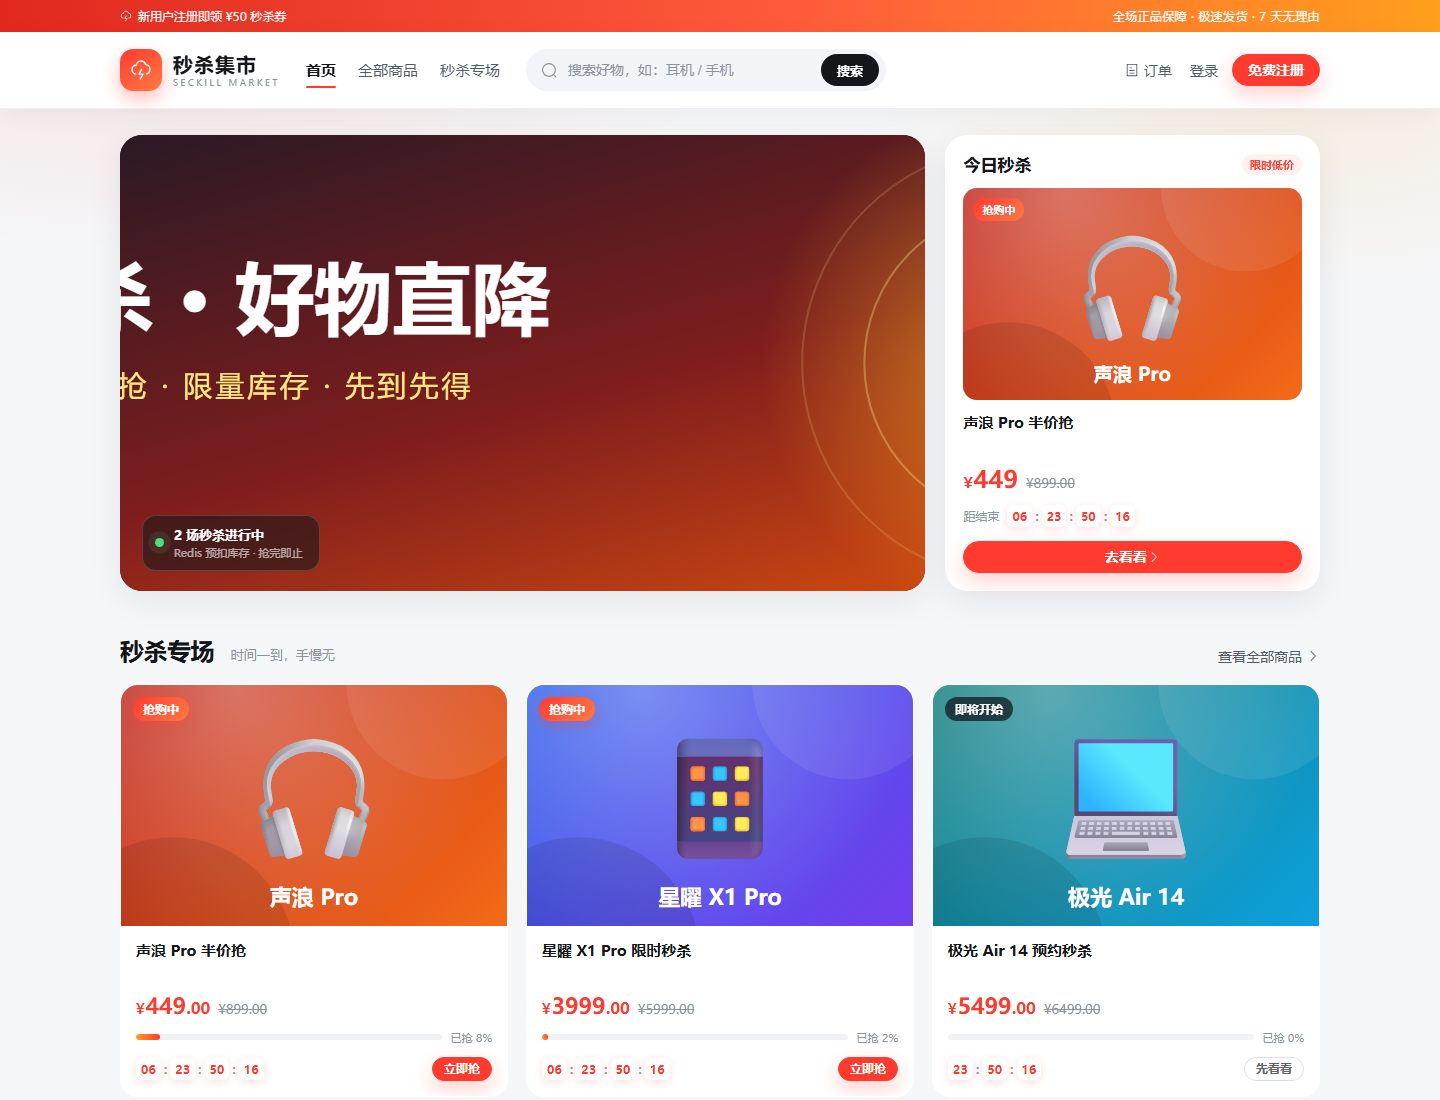 新用户注册即领 ¥50 秒杀券
全场正品保障 · 极速发货 · 7 天无理由
秒杀集市
SECKILL MARKET
首页
全部商品
秒杀专场
搜索好物，如：耳机 / 手机
搜索
订单
登录
免费注册
杀 · 好物直降
抢 · 限量库存 · 先到先得
2 场秒杀进行中
Redis 预扣库存 · 抢完即止
今日秒杀
限时低价
抢购中
声浪 Pro
声浪 Pro 半价抢
¥449 ¥899.00
距结束 06 : 23 : 50 : 16
去看看
秒杀专场
时间一到，手慢无
查看全部商品
抢购中
声浪 Pro
声浪 Pro 半价抢
¥449.00 ¥899.00
已抢 8%
06 : 23 : 50 : 16
立即抢
抢购中
星曜 X1 Pro
星曜 X1 Pro 限时秒杀
¥3999.00 ¥5999.00
已抢 2%
06 : 23 : 50 : 16
立即抢
即将开始
极光 Air 14
极光 Air 14 预约秒杀
¥5499.00 ¥6499.00
已抢 0%
23 : 50 : 16
先看看